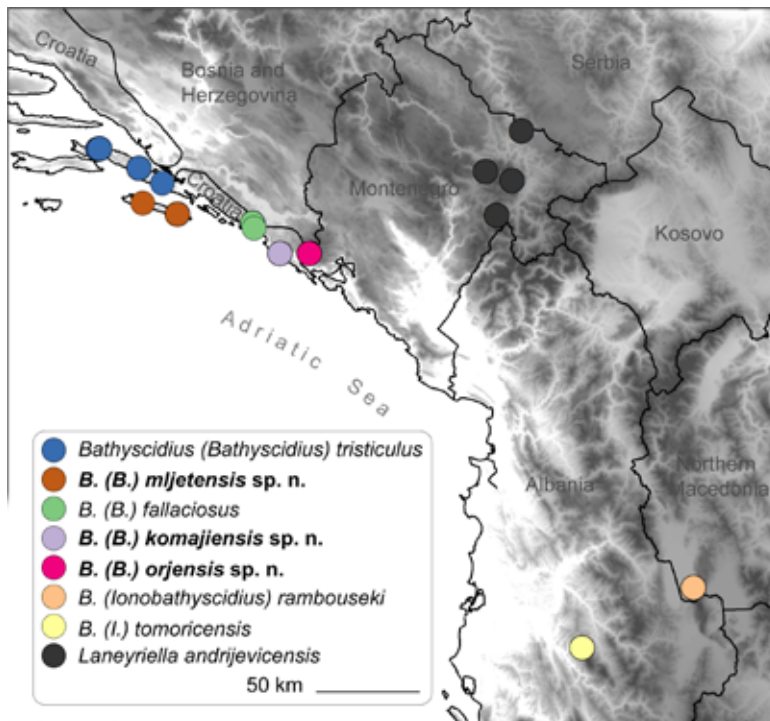 Croatia
Bosnia and
Herzegovina
Serbia
Croatia
Montenegro
Kosovo
Adriatic Sea
Albania
Northern
Macedonia
Bathyscidius (Bathyscidius) tristiculus
B. (B.) mljetensis sp. n.
B. (B.) fallaciosus
B. (B.) komajiensis sp. n.
B. (B.) orjensis sp. n.
B. (Ionobathyscidius) rambouseki
B. (I.) tomoricensis
Laneyriella andrijevicensis
50 km